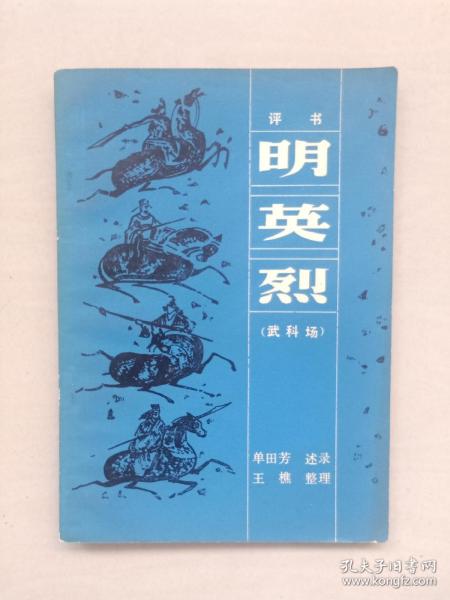 评书
明
英
烈
(武科场)
单田芳 述录
王樵 整理
孔夫子旧书网
www.kongfz.com